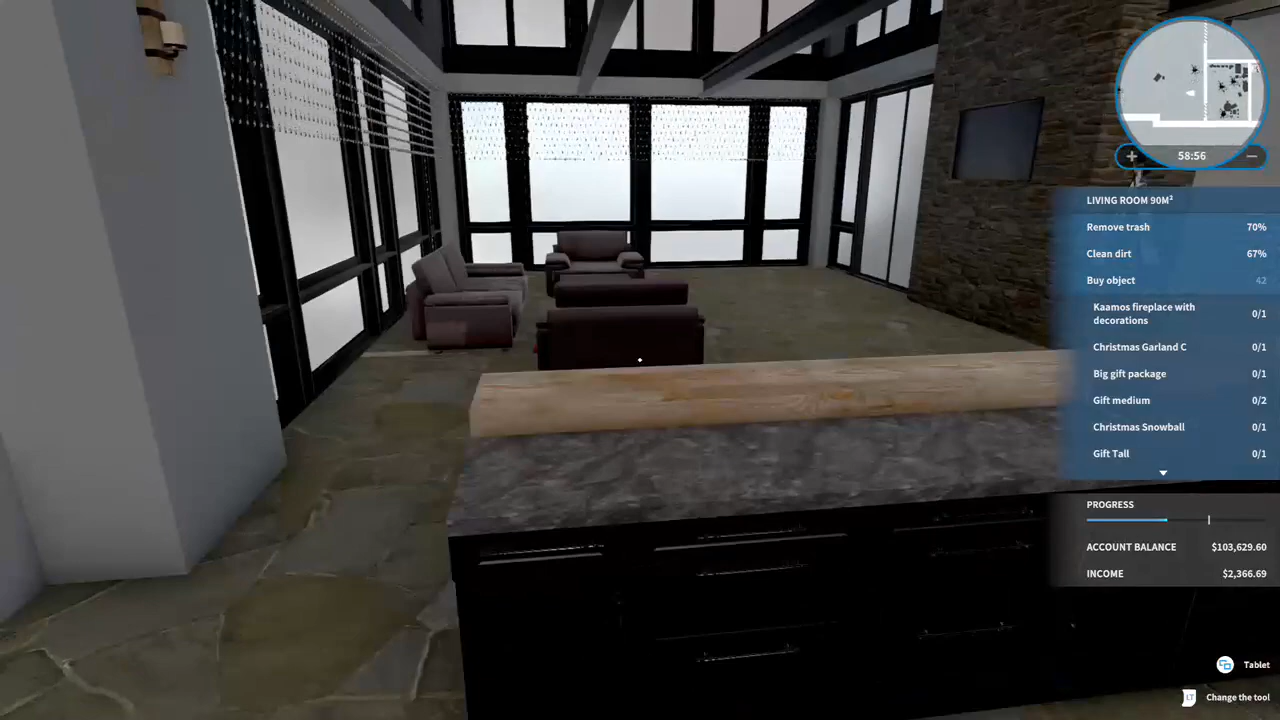 58:56
LIVING ROOM 90M²
Remove trash 70%
Clean dirt 67%
Buy object 42
Kaamos fireplace with
decorations 0/1
Christmas Garland C 0/1
Big gift package 0/1
Gift medium 0/2
Christmas Snowball 0/1
Gift Tall 0/1
PROGRESS
ACCOUNT BALANCE $103,629.60
INCOME $2,366.69
Tablet
LT Change the tool